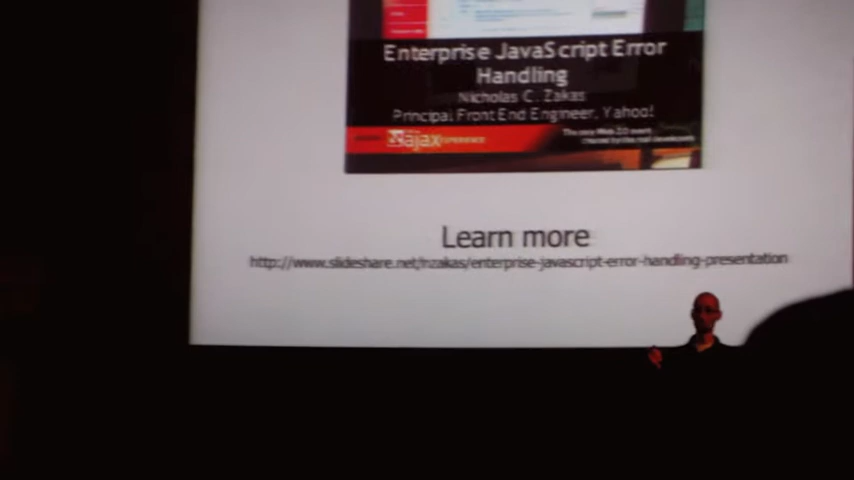 Enterprise JavaScript Error
Handling
Nicholas C. Zakas
Principal Front End Engineer, Yahoo!
ajax EXPERIENCE
Learn more
http://www.slideshare.net/nzakas/enterprise-javascript-error-handling-presentation